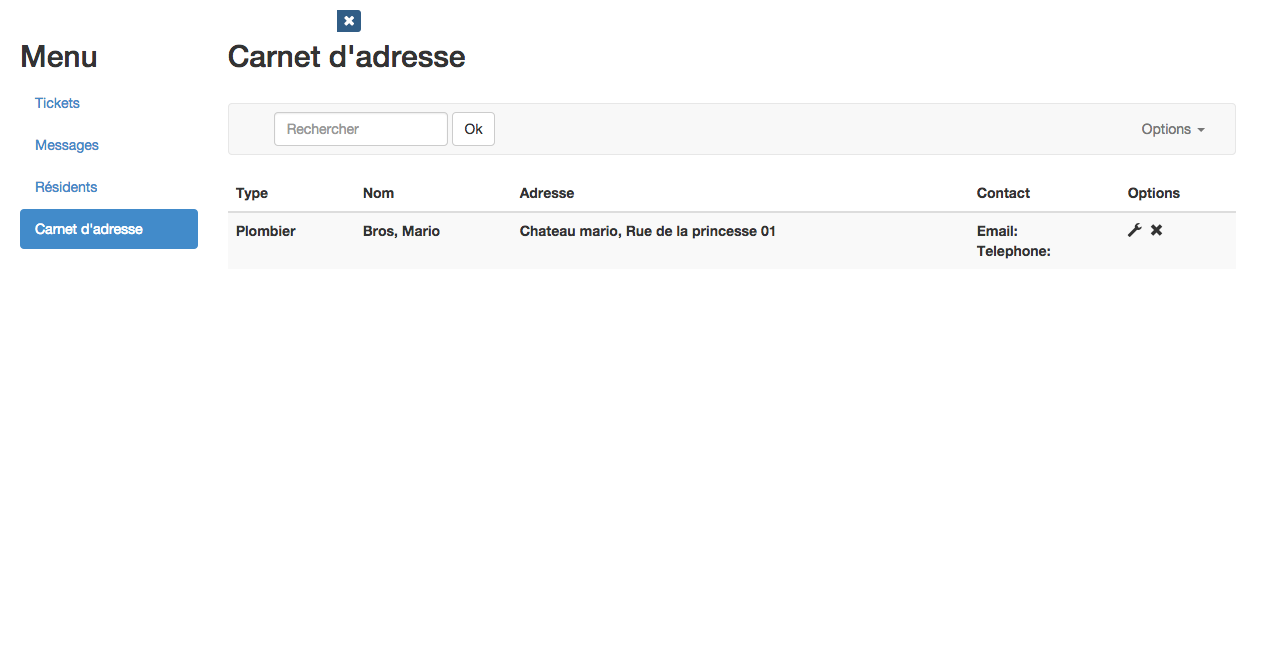 Menu
Carnet d'adresse
Tickets
Messages
Résidents
Carnet d'adresse
Rechercher Ok Options
Type Nom Adresse Contact Options
Plombier Bros, Mario Chateau mario, Rue de la princesse 01 Email:
Telephone: